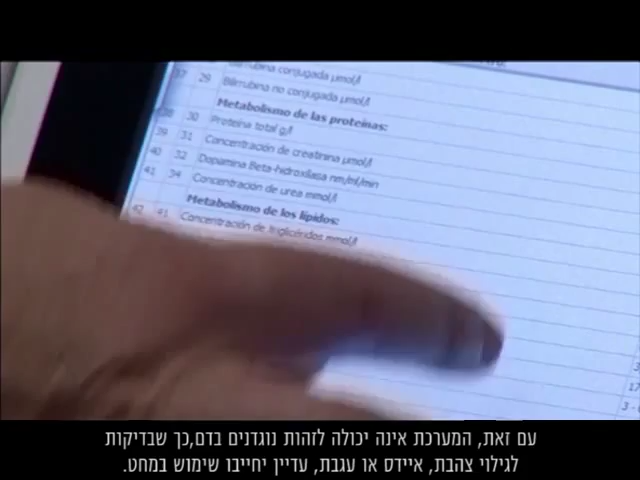 37 29 Bilirrubina conjugada µmol/l
Bilirrubina no conjugada µmol/l
Metabolismo de las proteínas:
38 30 Proteína total g/l
39 31 Concentración de creatinina µmol/l
40 32 Dopamina Beta-hidroxilasa nm/ml/min
41 34 Concentración de urea mmol/l
Metabolismo de los lípidos:
42 41 Concentración de triglicéridos mmol/l
3
17
עם זאת, המערכת אינה יכולה לזהות נוגדנים בדם,כך שבדיקות
לגילוי צהבת, איידס או עגבת, עדיין יחייבו שימוש במחט.